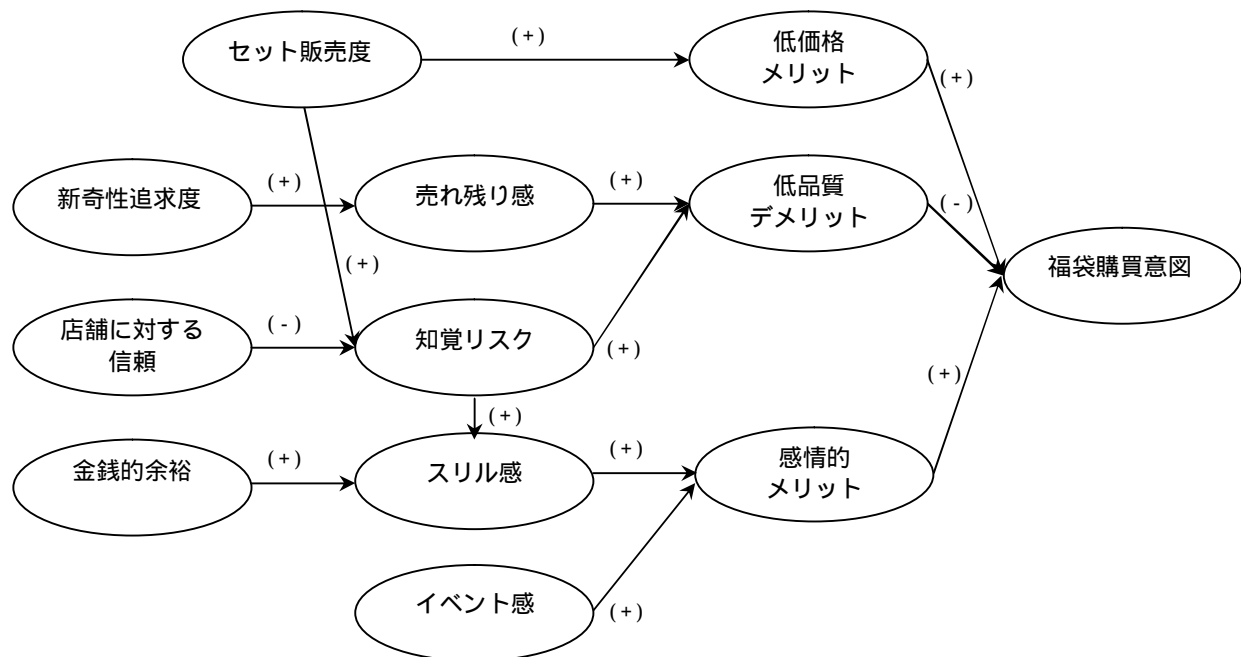 セット販売度
(+)
低価格
メリット
(+)
新奇性追求度
(+)
売れ残り感
(+)
低品質
デメリット
(-)
(+)
福袋購買意図
店舗に対する
信頼
(-)
知覚リスク
(+)
(+)
(+)
金銭的余裕
(+)
スリル感
(+)
感情的
メリット
イベント感
(+)